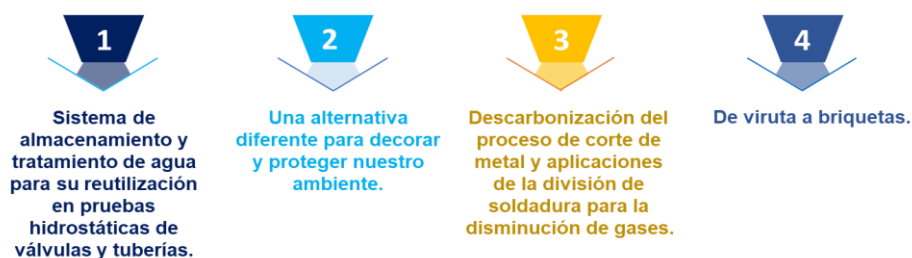 1
Sistema de
almacenamiento y
tratamiento de agua
para su reutilización
en pruebas
hidrostáticas de
válvulas y tuberías.
2
Una alternativa
diferente para decorar
y proteger nuestro
ambiente.
3
Descarbonización del
proceso de corte de
metal y aplicaciones
de la división de
soldadura para la
disminución de gases.
4
De viruta a briquetas.